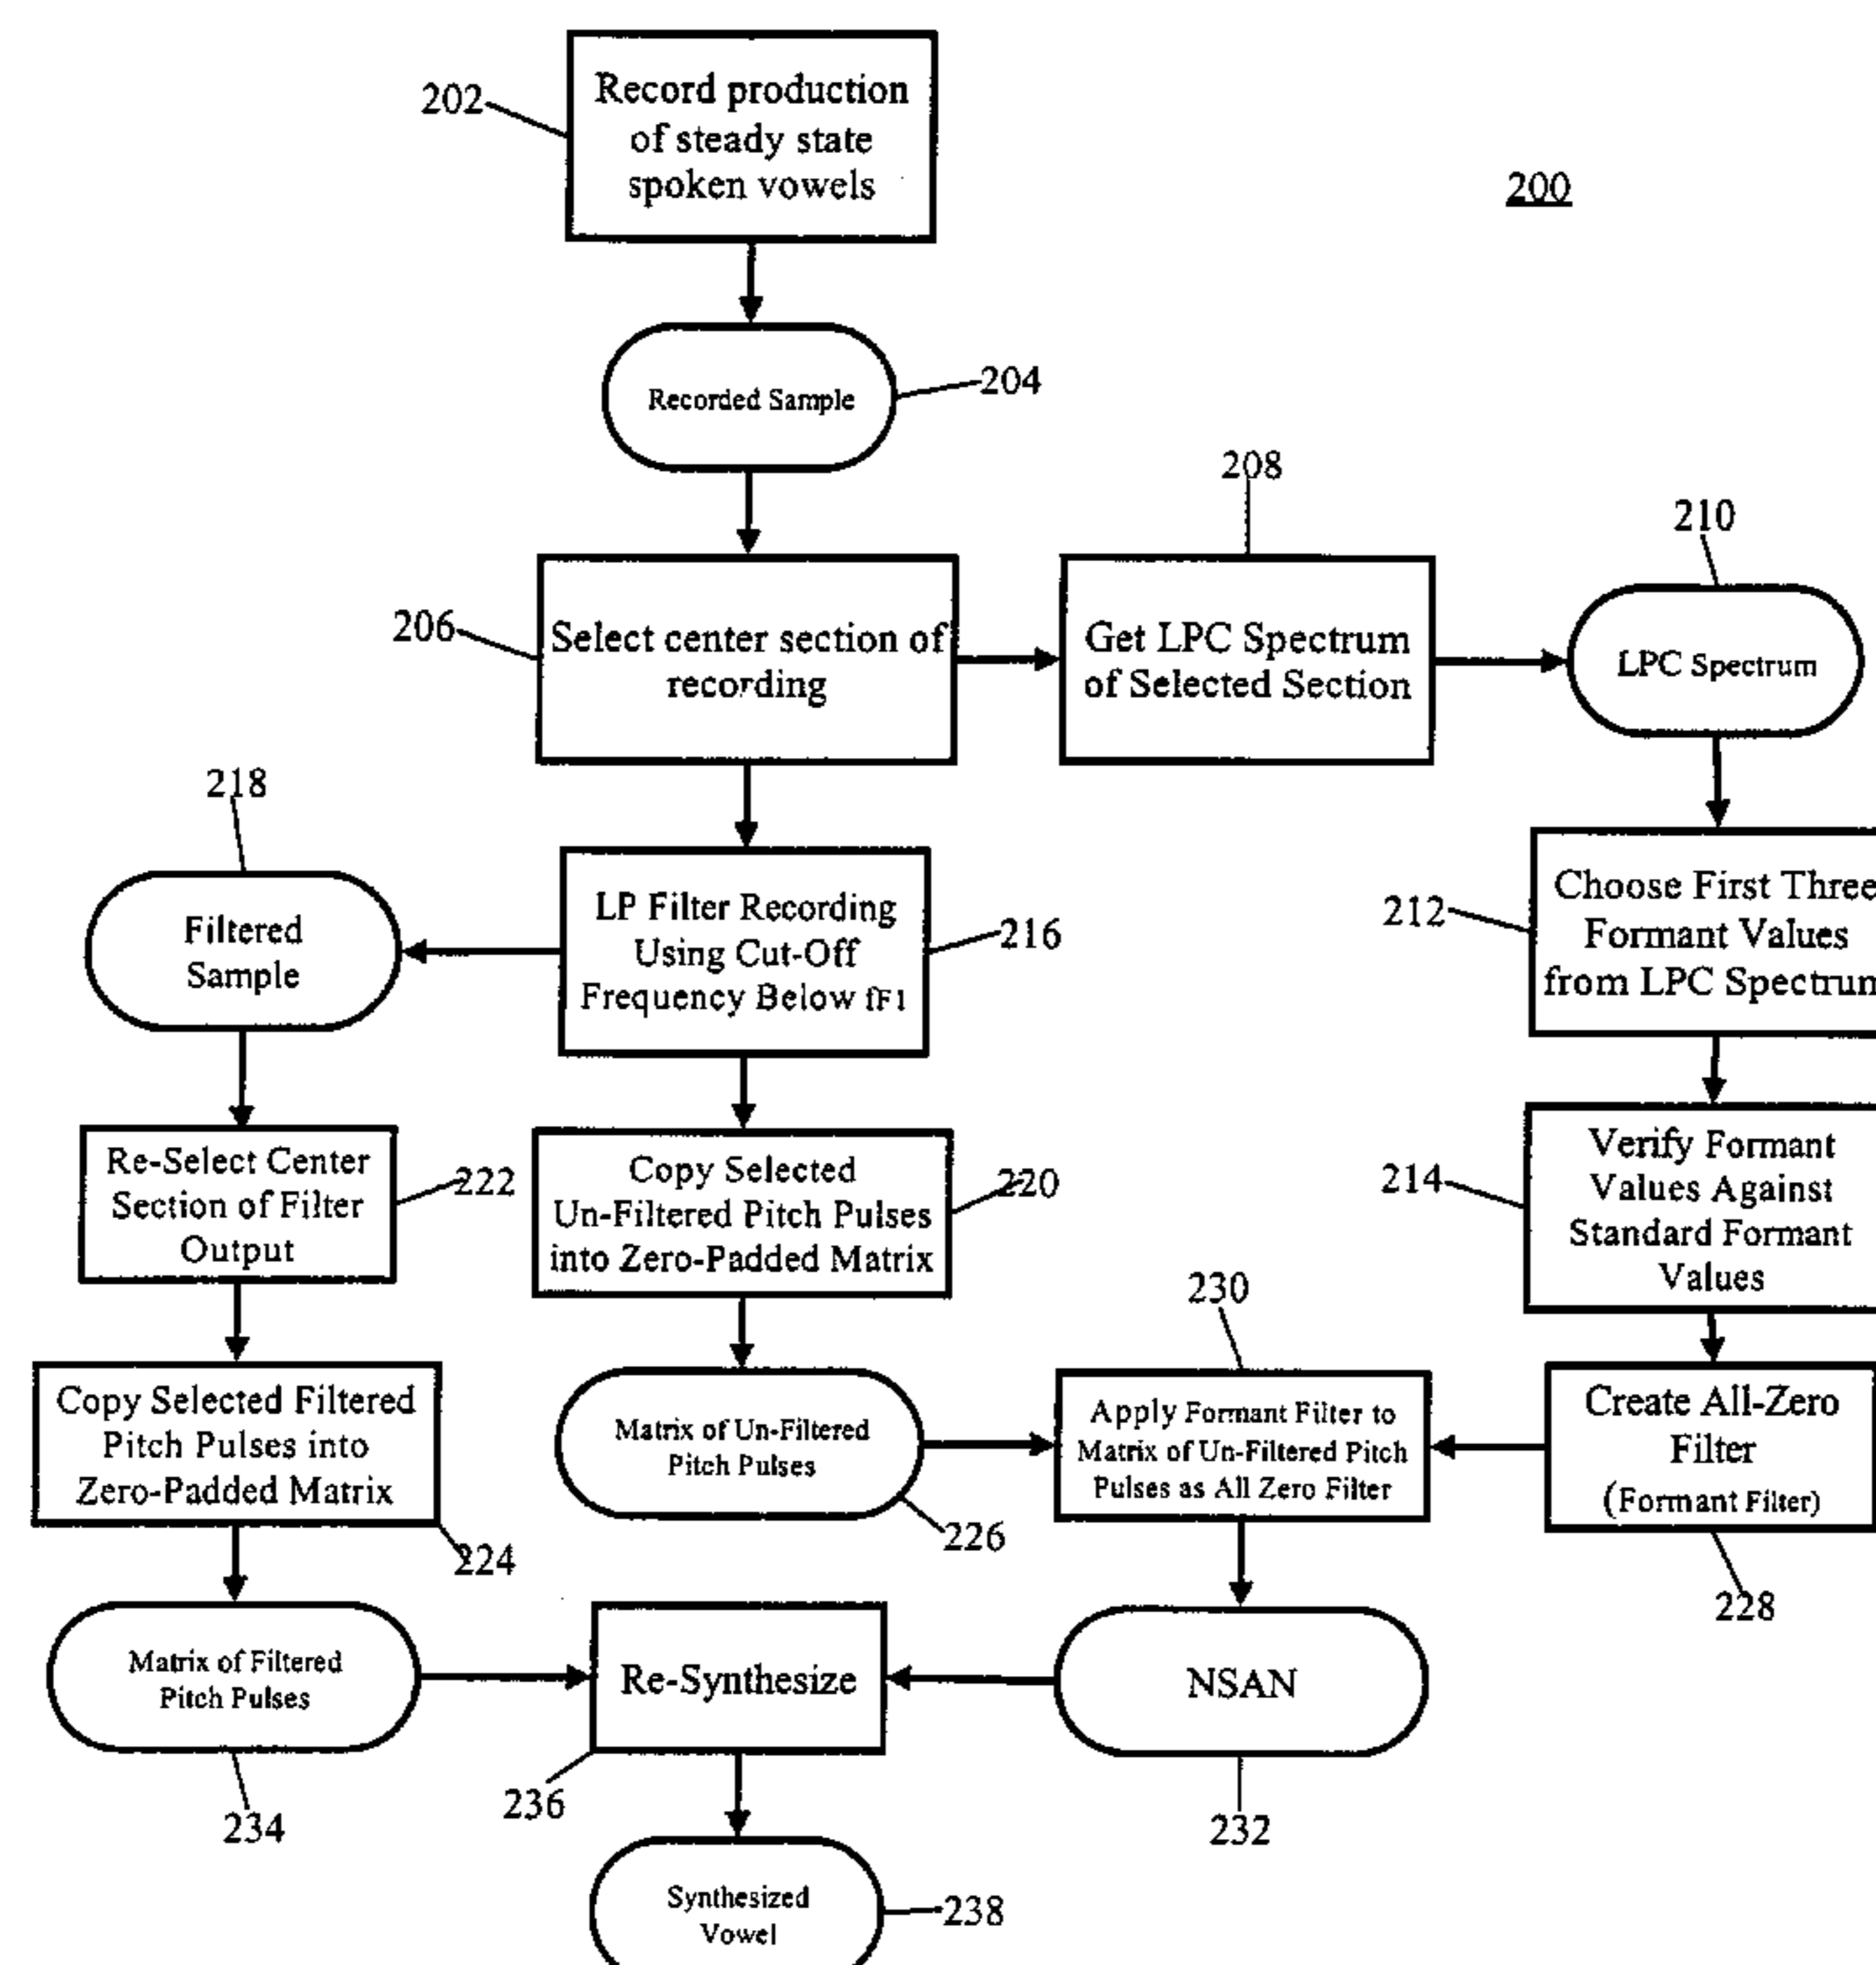 Record production
of steady state
spoken vowels
202
200
Recorded Sample
204
208
210
206
Select center section of
recording
Get LPC Spectrum
of Selected Section
LPC Spectrum
218
Filtered
Sample
LP Filter Recording
Using Cut-Off
Frequency Below fF1
216
212
Choose First Three
Formant Values
from LPC Spectrum
Re-Select Center
Section of Filter
Output
222
Copy Selected
Un-Filtered Pitch Pulses
into Zero-Padded Matrix
220
214
Verify Formant
Values Against
Standard Formant
Values
230
Copy Selected Filtered
Pitch Pulses into
Zero-Padded Matrix
224
Matrix of Un-Filtered
Pitch Pulses
226
Apply Formant Filter to
Matrix of Un-Filtered Pitch
Pulses as All Zero Filter
Create All-Zero
Filter
(Formant Filter)
228
Matrix of Filtered
Pitch Pulses
234
Re-Synthesize
236
NSAN
232
Synthesized
Vowel
238